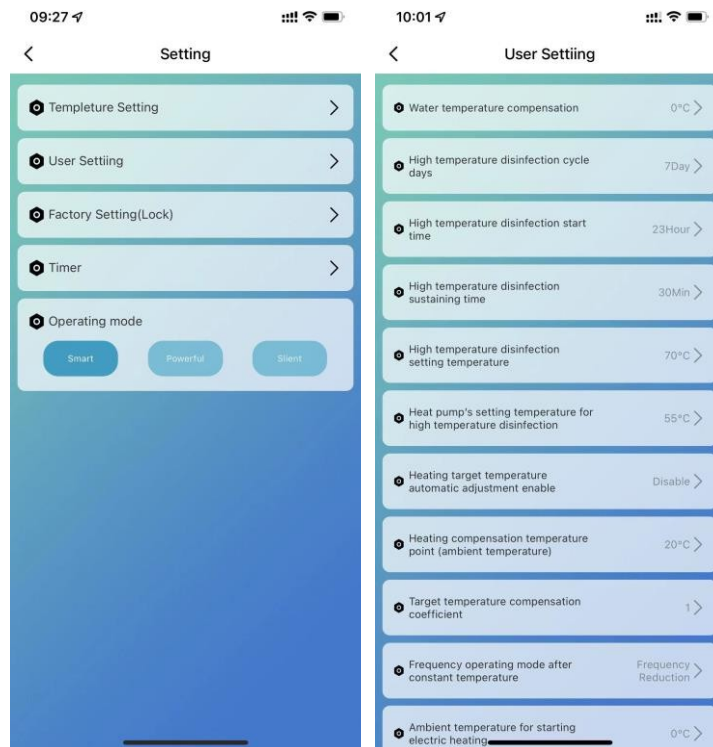 09:27
Setting
Templeture Setting
User Settiing
Factory Setting(Lock)
Timer
Operating mode
Smart
Powerful
Slient
10:01
User Settiing
Water temperature compensation
0°C
High temperature disinfection cycle
days
7Day
High temperature disinfection start
time
23Hour
High temperature disinfection
sustaining time
30Min
High temperature disinfection
setting temperature
70°C
Heat pump's setting temperature for
high temperature disinfection
55°C
Heating target temperature
automatic adjustment enable
Disable
Heating compensation temperature
point (ambient temperature)
20°C
Target temperature compensation
coefficient
1
Frequency operating mode after
constant temperature
Frequency
Reduction
Ambient temperature for starting
electric heating
0°C